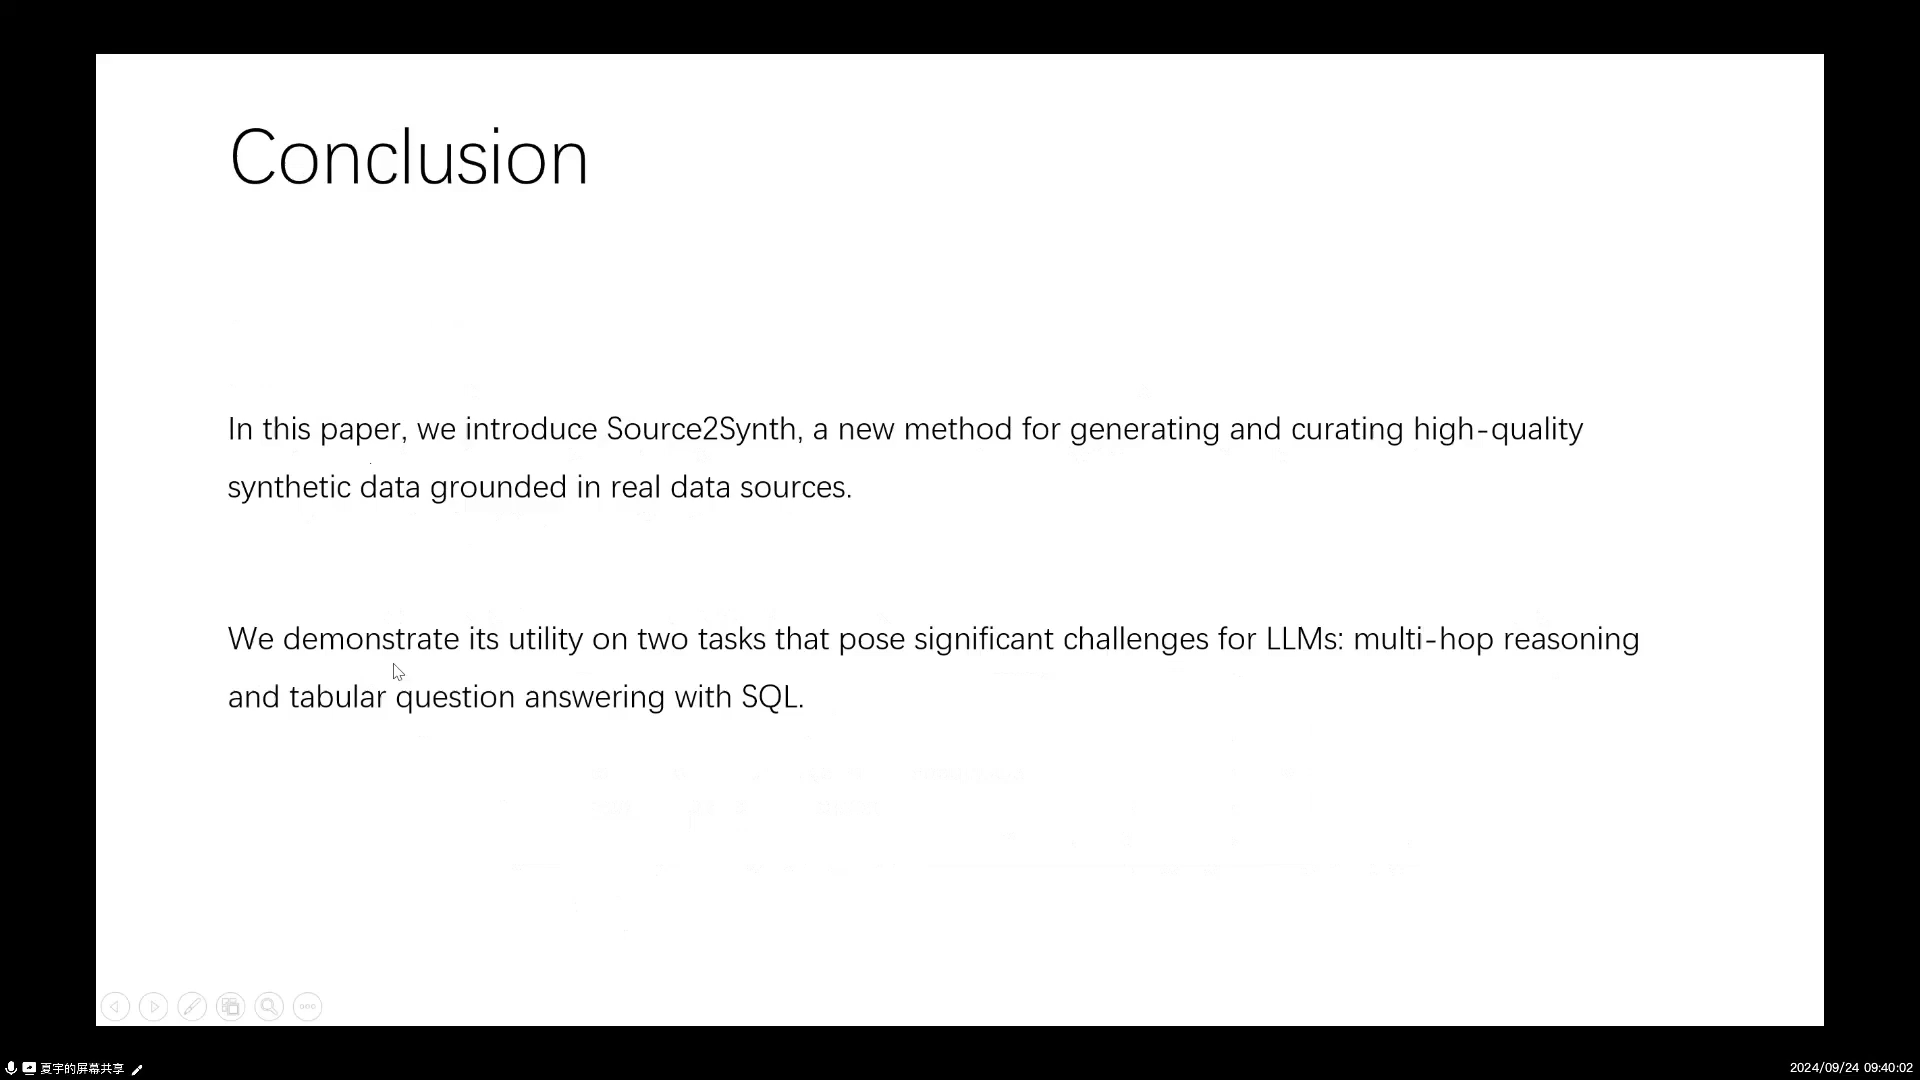 Conclusion
In this paper, we introduce Source2Synth, a new method for generating and curating high-quality
synthetic data grounded in real data sources.
We demonstrate its utility on two tasks that pose significant challenges for LLMs: multi-hop reasoning
and tabular question answering with SQL.
夏宇的屏幕共享
2024/09/24 09:40:02